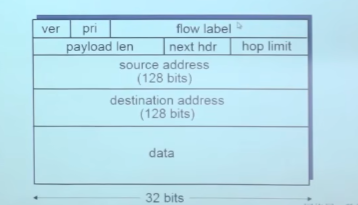 ver pri flow label
payload len next hdr hop limit
source address
(128 bits)
destination address
(128 bits)
data
32 bits